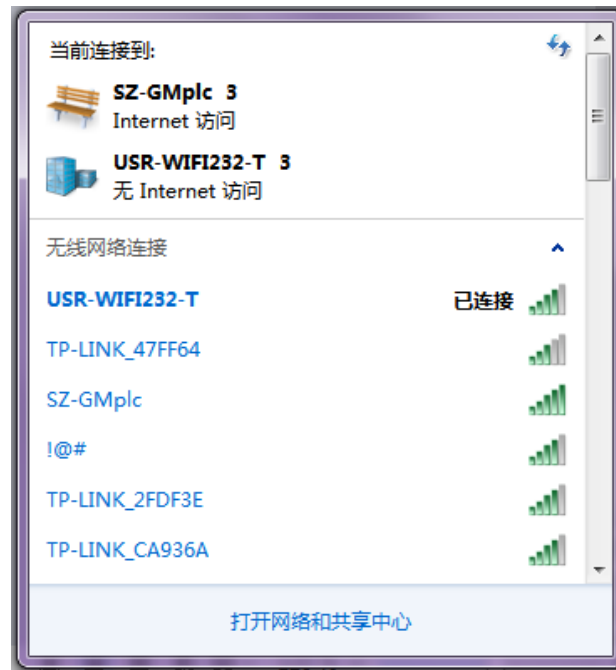 当前连接到:
SZ-GMplc 3
Internet 访问
USR-WIFI232-T 3
无 Internet 访问
无线网络连接
USR-WIFI232-T 已连接
TP-LINK_47FF64
SZ-GMplc
!@#
TP-LINK_2FDF3E
TP-LINK_CA936A
打开网络和共享中心